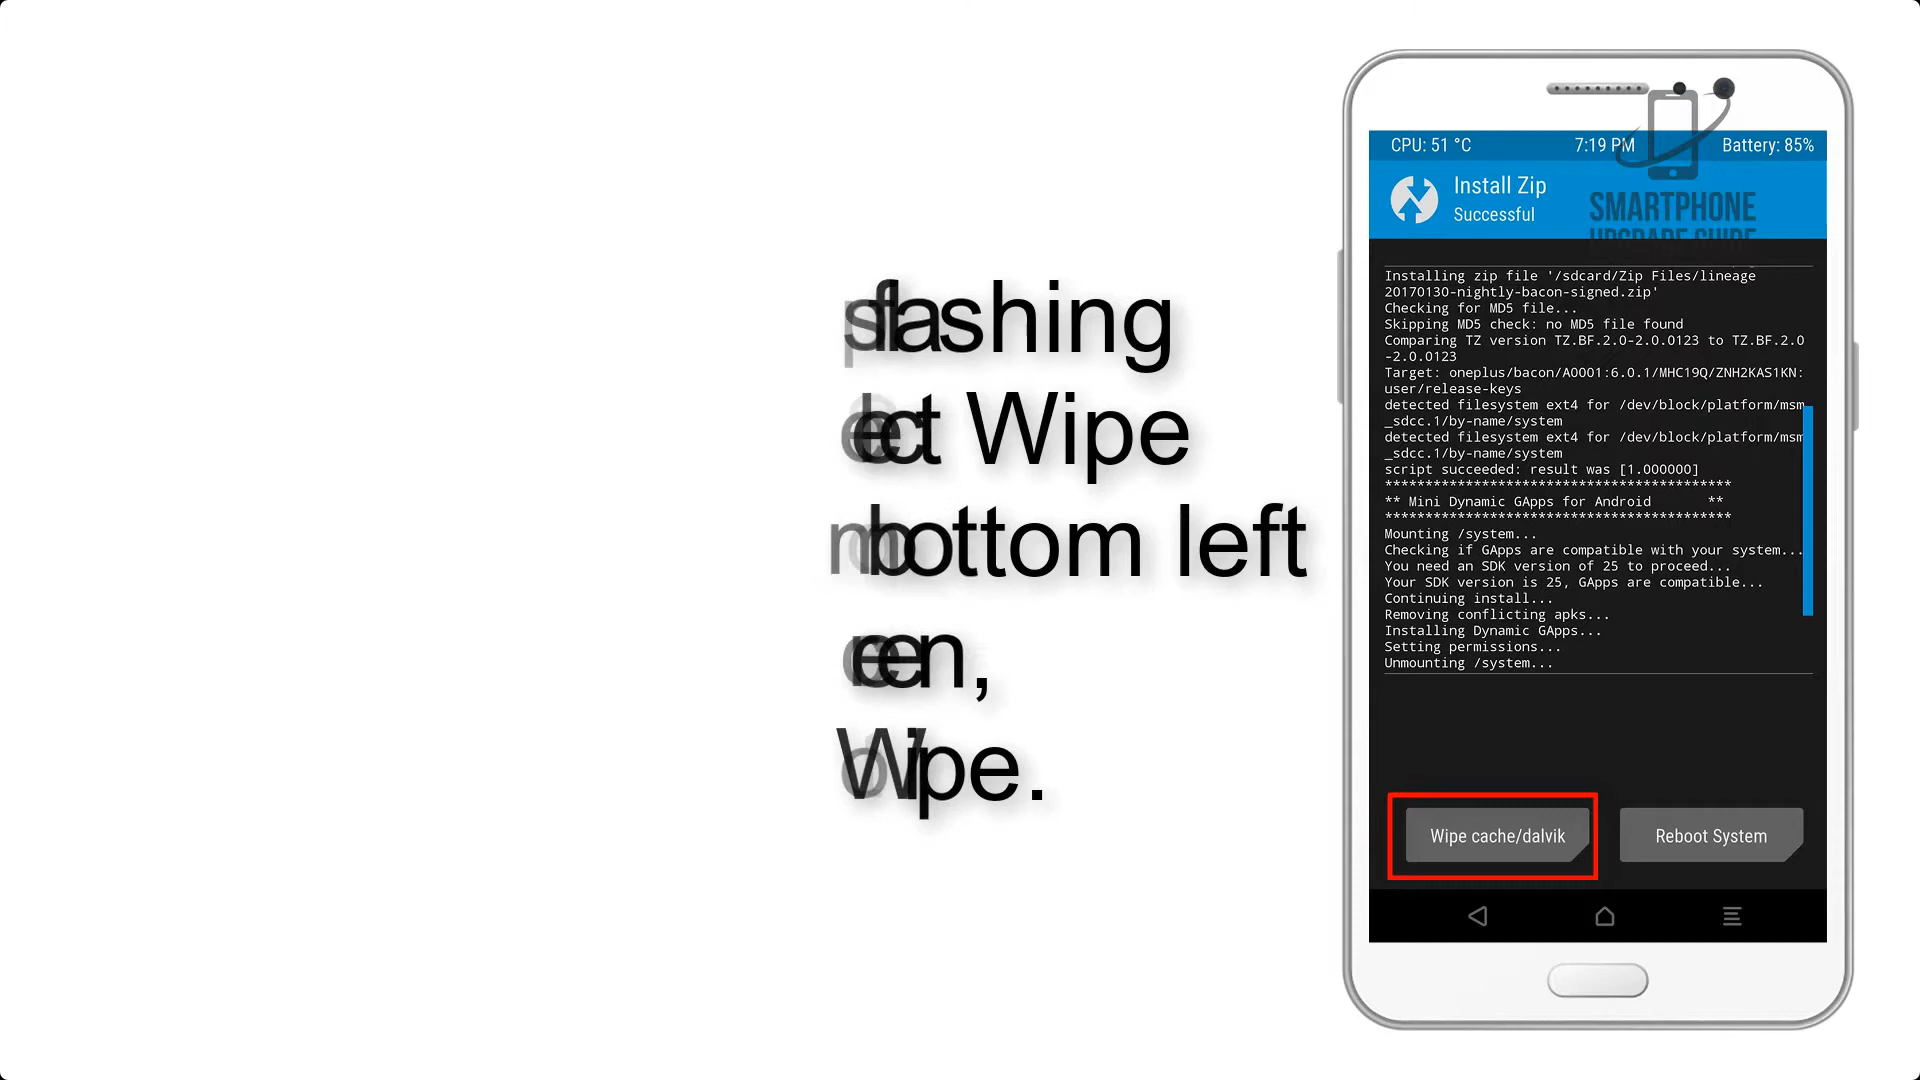 flashing
Wipe
bottom left
Wipe.
CPU: 51 °C 7:19 PM Battery: 85%
Install Zip
Successful
SMARTPHONE
UPGRADE GUIDE
Installing zip file '/sdcard/Zip Files/lineage
20170130-nightly-bacon-signed.zip'
Checking for MD5 file...
Skipping MD5 check: no MD5 file found
Comparing TZ version TZ.BF.2.0-2.0.0123 to TZ.BF.2.0
-2.0.0123
Target: oneplus/bacon/A0001:6.0.1/MHC19Q/ZNH2KAS1KN:
user/release-keys
detected filesystem ext4 for /dev/block/platform/msm
_sdcc.1/by-name/system
detected filesystem ext4 for /dev/block/platform/msm
_sdcc.1/by-name/system
script succeeded: result was [1.000000]
*******************************************
** Mini Dynamic GApps for Android **
*******************************************
Mounting /system...
Checking if GApps are compatible with your system...
You need an SDK version of 25 to proceed...
Your SDK version is 25, GApps are compatible...
Continuing install...
Removing conflicting apks...
Installing Dynamic GApps...
Setting permissions...
Unmounting /system...
Wipe cache/dalvik Reboot System